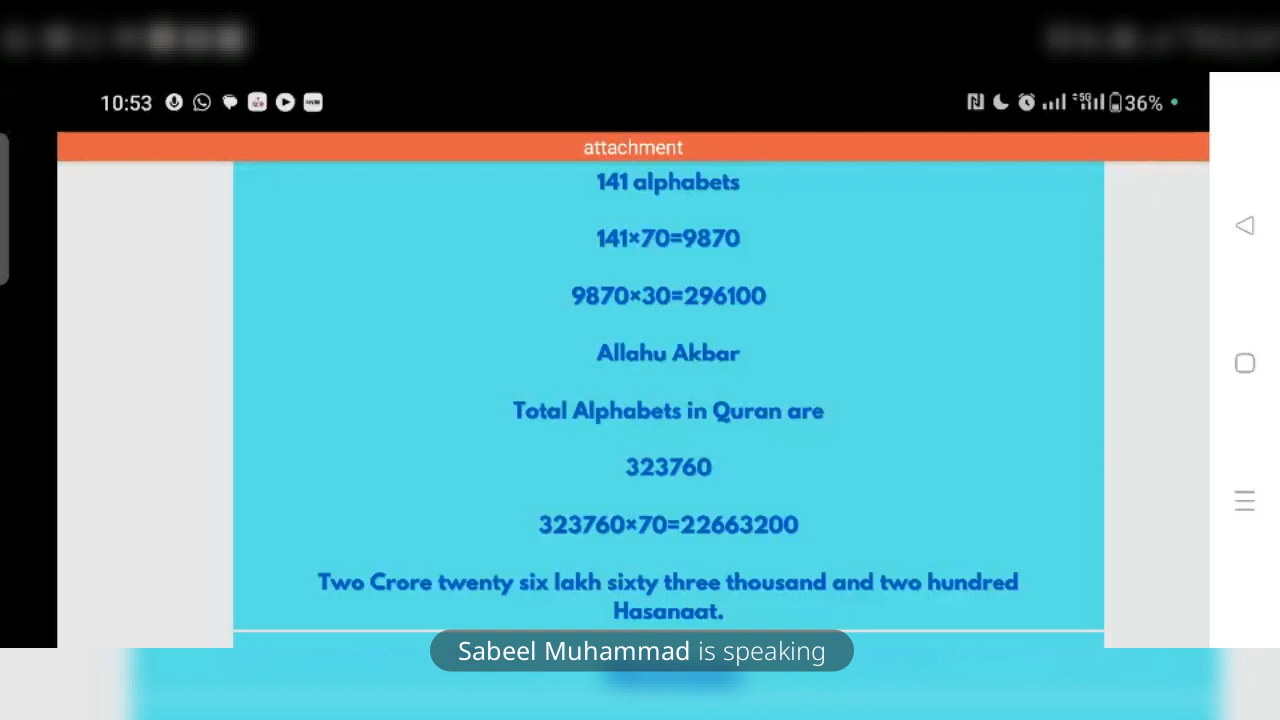 10:53
5G
36%
attachment
141 alphabets
141×70=9870
9870×30=296100
Allahu Akbar
Total Alphabets in Quran are
323760
323760×70=22663200
Two Crore twenty six lakh sixty three thousand and two hundred
Hasanaat.
Sabeel Muhammad is speaking